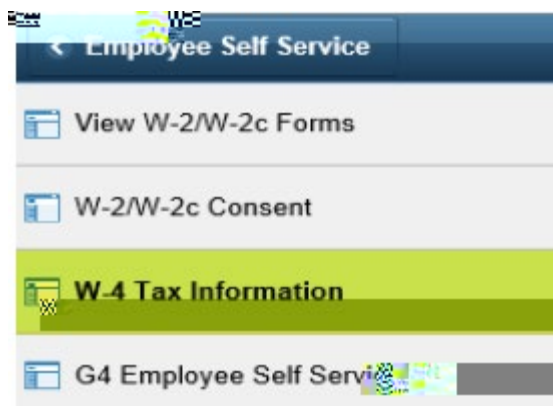 Employee Self Service
View W-2/W-2c Forms
W-2/W-2c Consent
W-4 Tax Information
G4 Employee Self